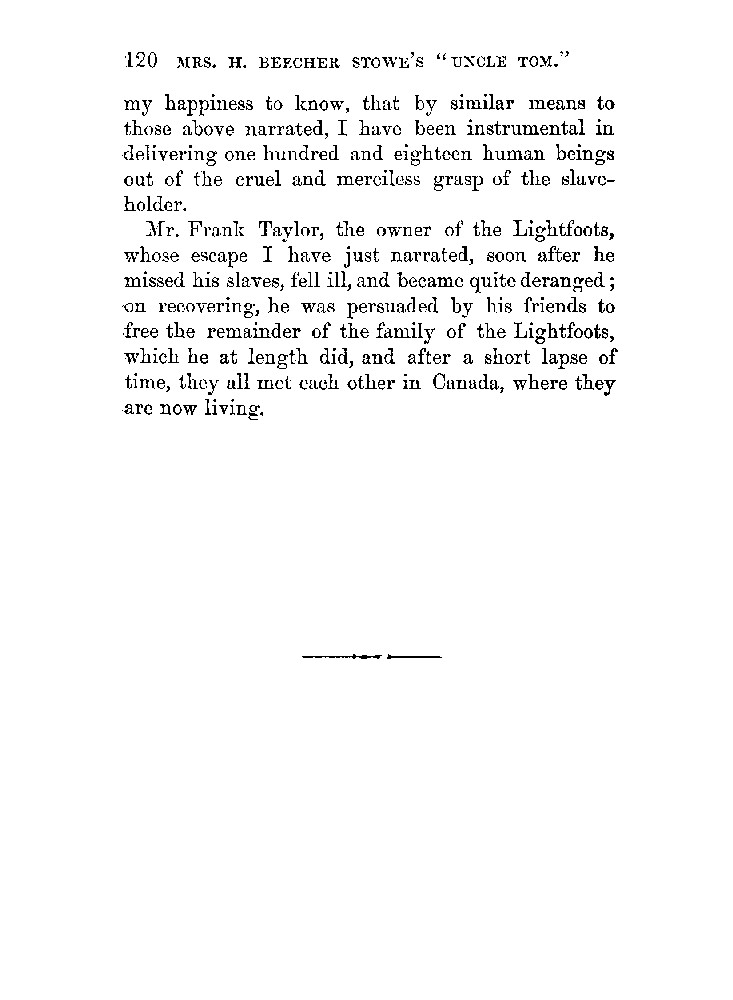 120 MRS. H. BEECHER STOWE'S "UNCLE TOM."
my happiness to know, that by similar means to
those above narrated, I have been instrumental in
delivering one hundred and eighteen human beings
out of the cruel and merciless grasp of the slave-
holder.
Mr. Frank Taylor, the owner of the Lightfoots,
whose escape I have just narrated, soon after he
missed his slaves, fell ill, and became quite deranged;
on recovering, he was persuaded by his friends to
free the remainder of the family of the Lightfoots,
which he at length did, and after a short lapse of
time, they all met each other in Canada, where they
are now living.